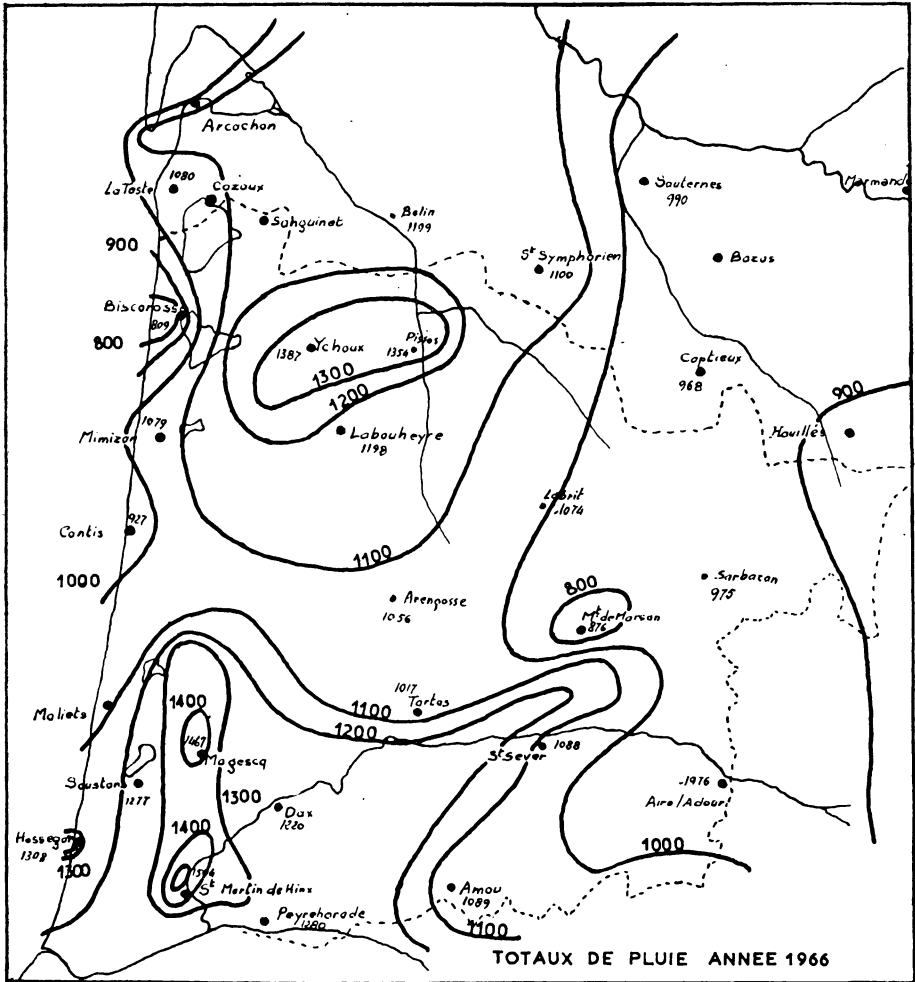 Arcachon
La Taste
1080
Cazaux
Sanguinet
Belin
1199
Sauternes
990
Marmande
900
St Symphorien
1100
Bazas
Biscarosse
809
800
1387
Ychoux
Pissos
1354
1300
1200
Captieux
968
900
Mimizan
1079
Labouheyre
1198
Houillés
Labrit
1074
Contis
927
1100
1000
Arengosse
1056
800
Mt de Marsan
876
Sarbazan
975
1400
1017
Tartas
1100
1200
Moliets
1467
Magescq
St Sever
1088
Soustons
1277
1300
Dax
1220
1976
Aire/Adour
Hossegor
1308
1300
1400
1504
St Martin de Hinx
1000
Amou
1089
Peyrehorade
1280
1100
TOTAUX DE PLUIE ANNEE 1966